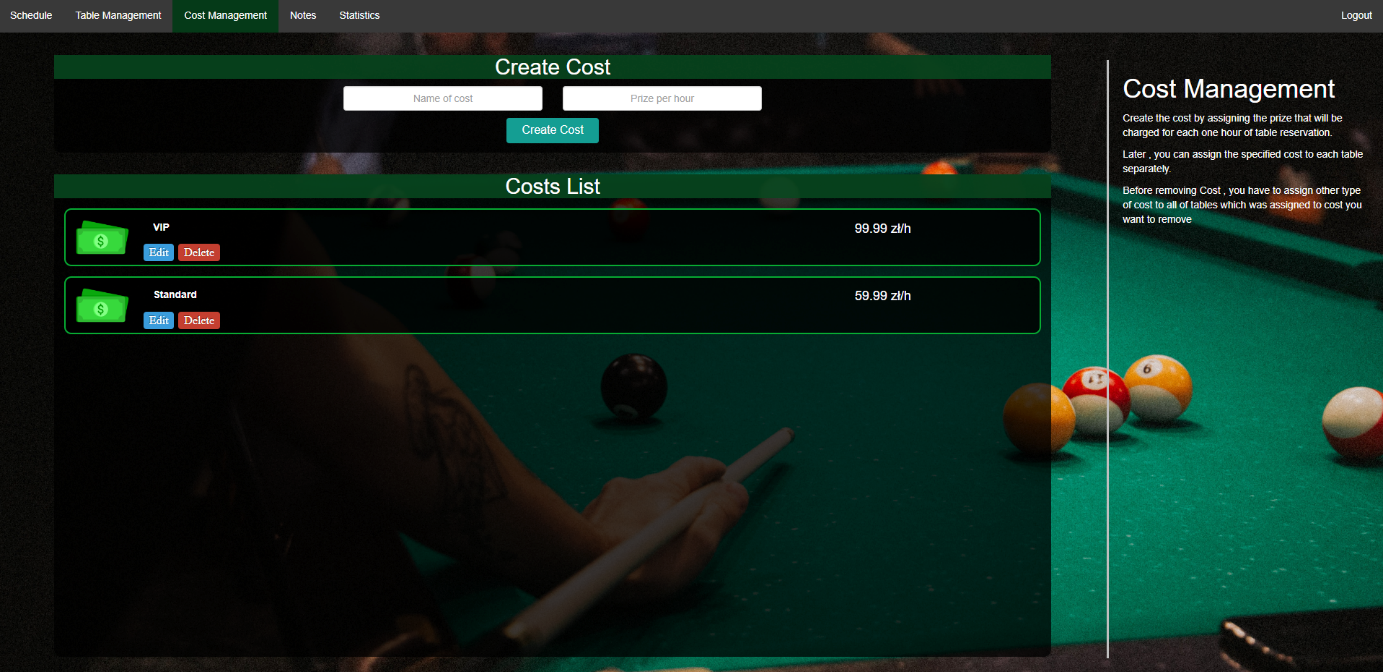 Schedule Table Management Cost Management Notes Statistics Logout
Create Cost
Name of cost Prize per hour
Create Cost
Costs List
VIP 99.99 zł/h
$
Edit Delete
Standard 59.99 zł/h
$
Edit Delete
Cost Management
Create the cost by assigning the prize that will be
charged for each one hour of table reservation.
Later , you can assign the specified cost to each table
separately.
Before removing Cost , you have to assign other type
of cost to all of tables which was assigned to cost you
want to remove
6